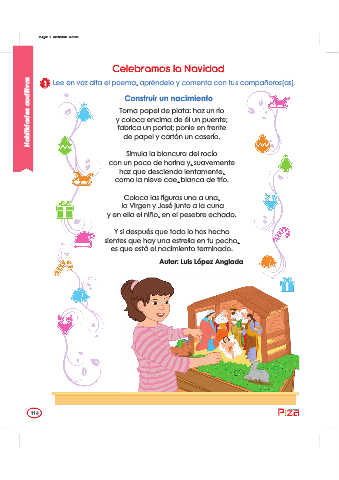 Celebramos la Navidad
Habilidades auditivas
1 Lee en voz alta el poema, apréndelo y comenta con tus compañeros(as).
Construir un nacimiento
Toma papel de plata: haz un río
y coloca encima de él un puente;
fabrica un portal; ponle en frente
de papel y cartón un caserío.
Simula la blancura del rocío
con un poco de harina y, suavemente
haz que descienda lentamente,
como la nieve cae, blanca de frío.
Coloca las figuras una a una,
la Virgen y José junto a la cuna
y en ella al niño, en el pesebre echado.
Y si después que todo lo has hecho
sientes que hay una estrella en tu pecho,
es que está el nacimiento terminado.
Autor: Luis López Anglada
114
Piza